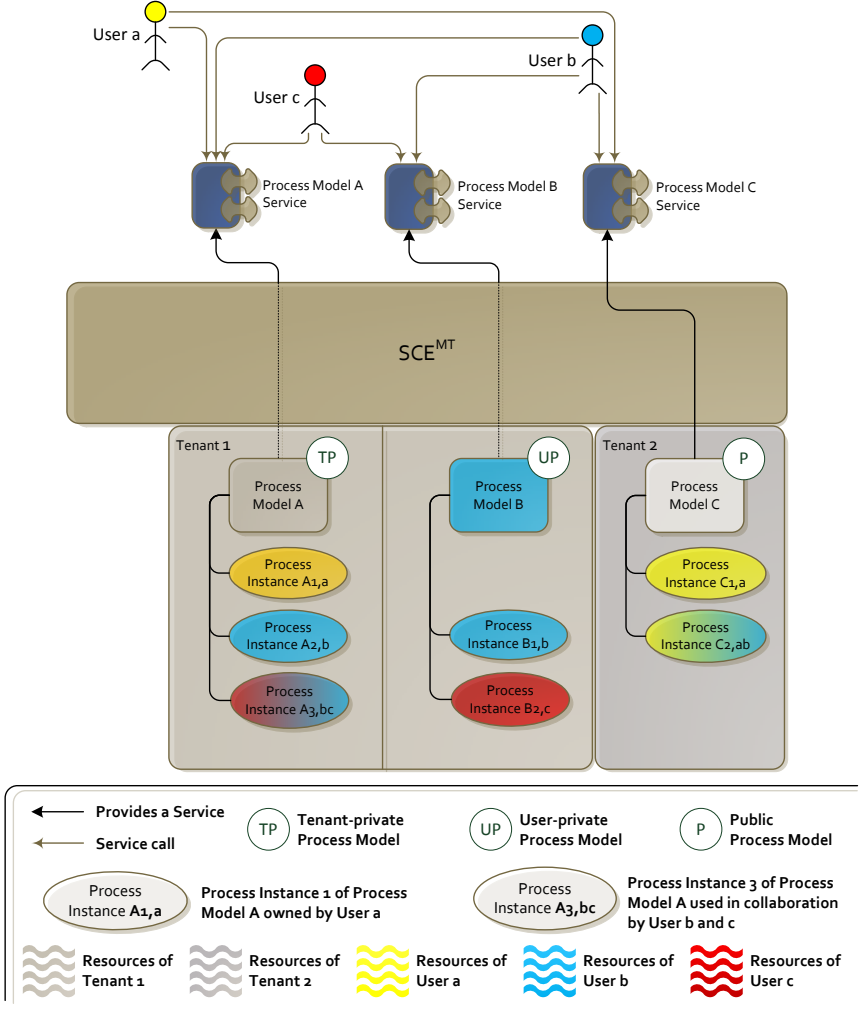 User a
User b
User c
Process Model A
Service
Process Model B
Service
Process Model C
Service
SCE^MT
Tenant 1
TP
UP
Tenant 2
P
Process
Model A
Process
Model B
Process
Model C
Process
Instance A1,a
Process
Instance C1,a
Process
Instance A2,b
Process
Instance B1,b
Process
Instance C2,ab
Process
Instance A3,bc
Process
Instance B2,c
Provides a Service
Service call
TP
Tenant-private
Process Model
UP
User-private
Process Model
P
Public
Process Model
Process
Instance A1,a
Process Instance 1 of Process
Model A owned by User a
Process
Instance A3,bc
Process Instance 3 of Process
Model A used in collaboration
by User b and c
Resources of
Tenant 1
Resources of
Tenant 2
Resources of
User a
Resources of
User b
Resources of
User c